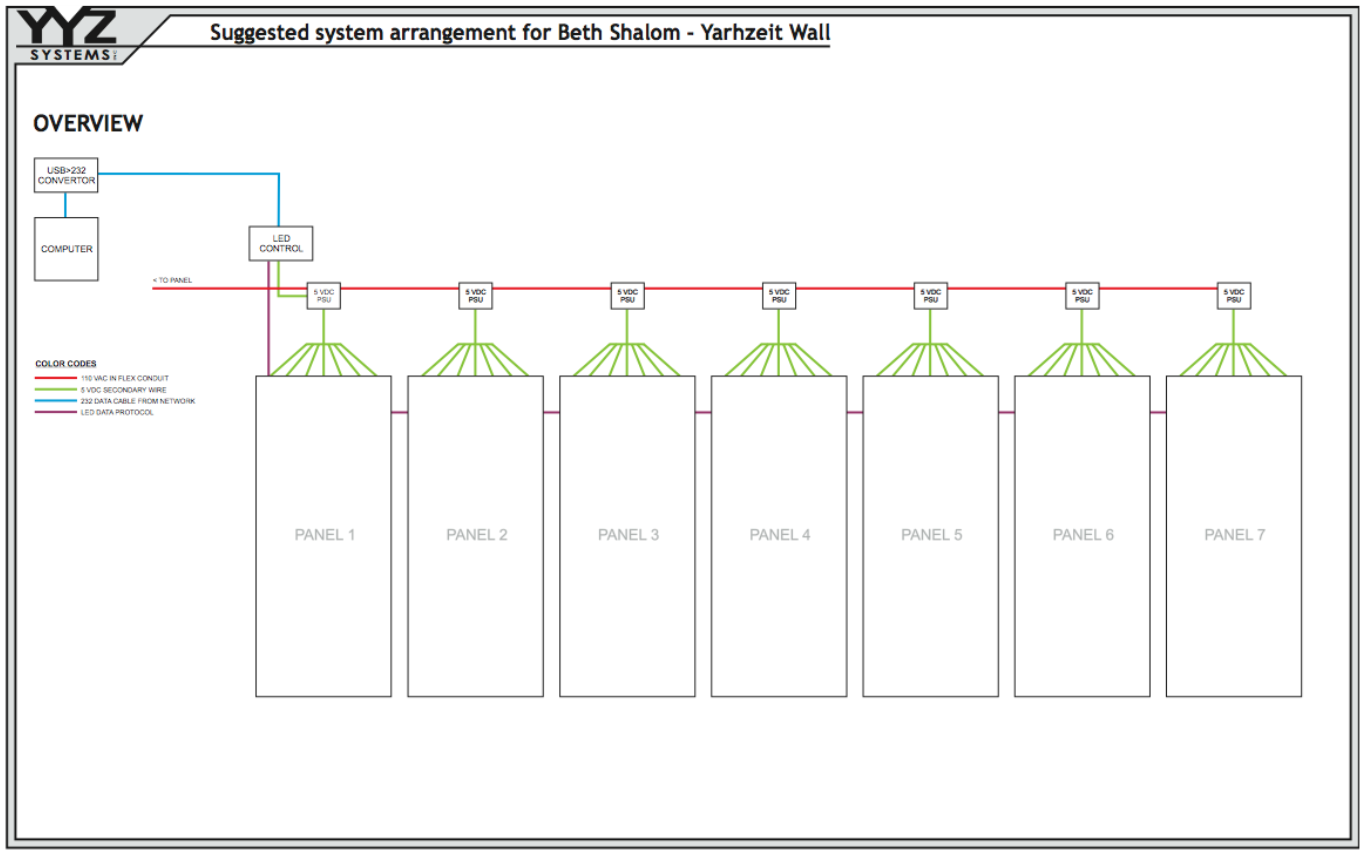 YYZ
SYSTEMS
Suggested system arrangement for Beth Shalom - Yarhzeit Wall
OVERVIEW
USB>232
CONVERTOR
COMPUTER
LED
CONTROL
< TO PANEL
5 VDC
PSU
5 VDC
PSU
5 VDC
PSU
5 VDC
PSU
5 VDC
PSU
5 VDC
PSU
5 VDC
PSU
COLOR CODES
110 VAC IN FLEX CONDUIT
5 VDC SECONDARY WIRE
232 DATA CABLE FROM NETWORK
LED DATA PROTOCOL
PANEL 1
PANEL 2
PANEL 3
PANEL 4
PANEL 5
PANEL 6
PANEL 7